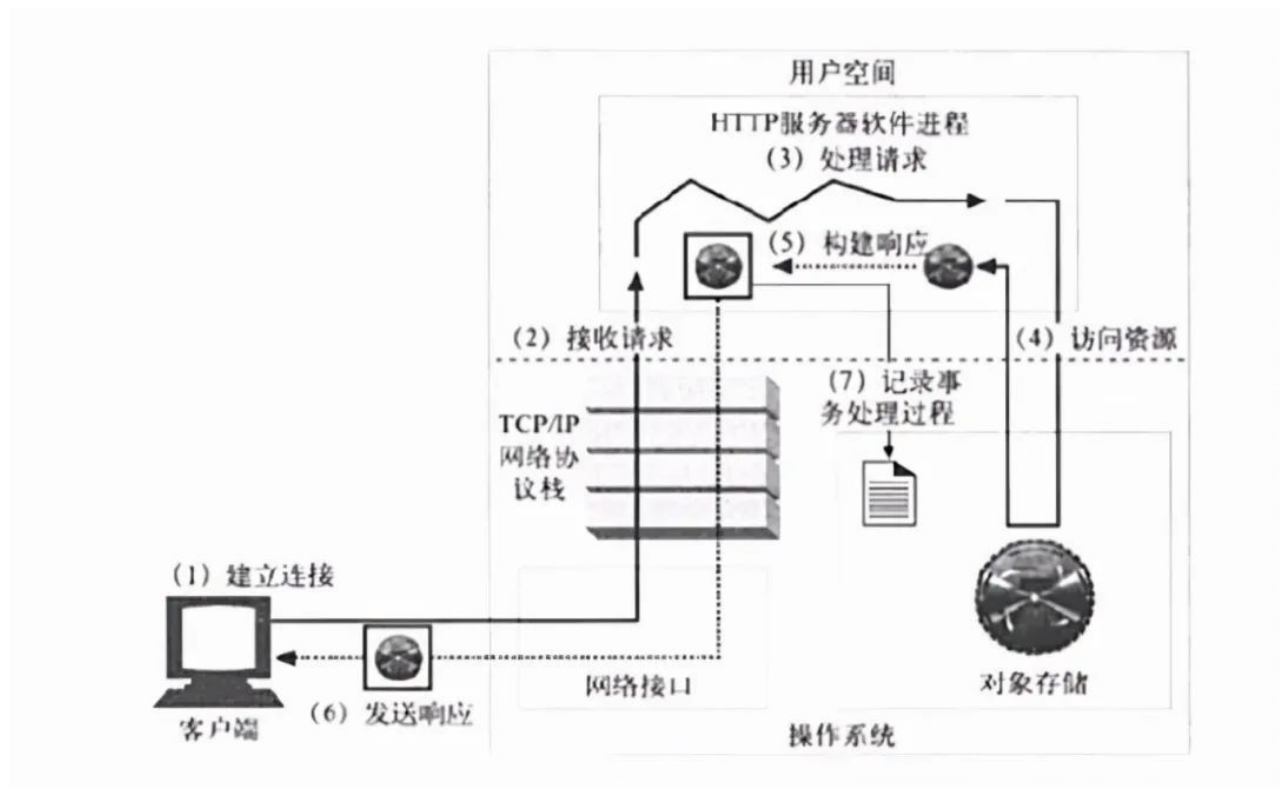 用户空间
HTTP服务器软件进程
(3) 处理请求
(5) 构建响应
(2) 接收请求
(4) 访问资源
(7) 记录事
务处理过程
TCP/IP
网络协
议栈
(1) 建立连接
网络接口
对象存储
(6) 发送响应
客户端
操作系统